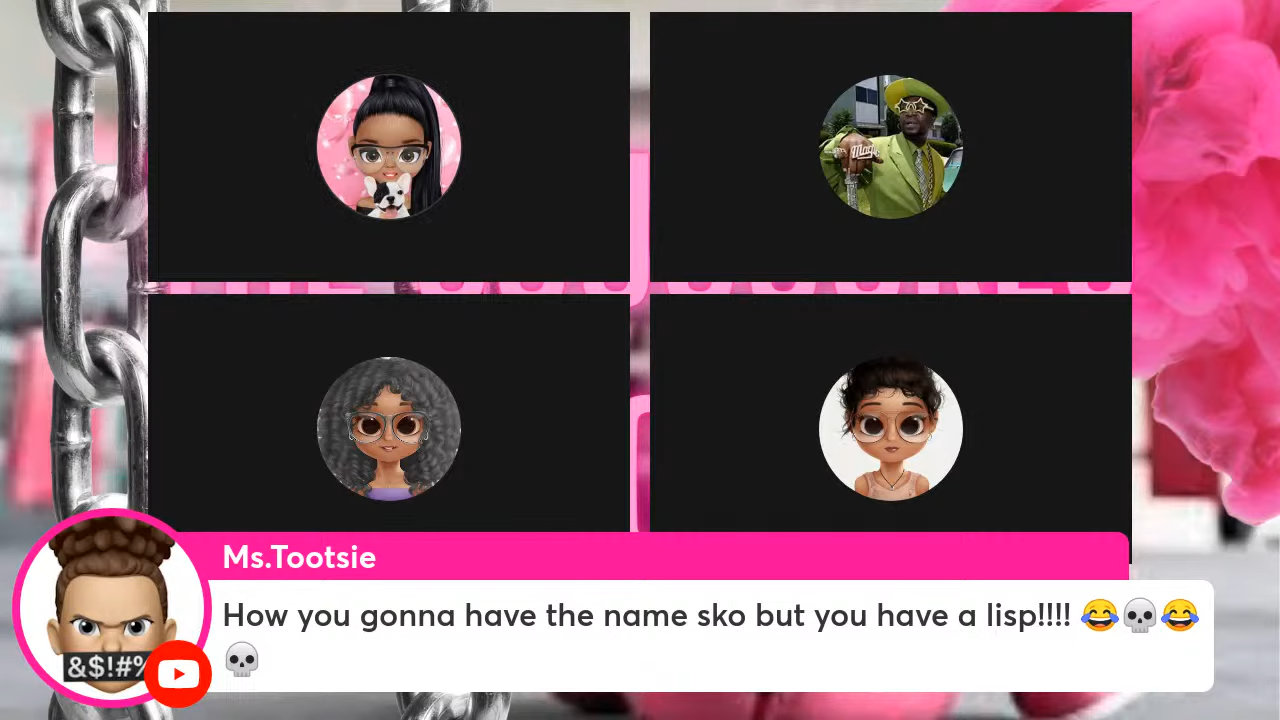 Ms.Tootsie
How you gonna have the name sko but you have a lisp!!!! 😂💀😂
💀
&$!#%